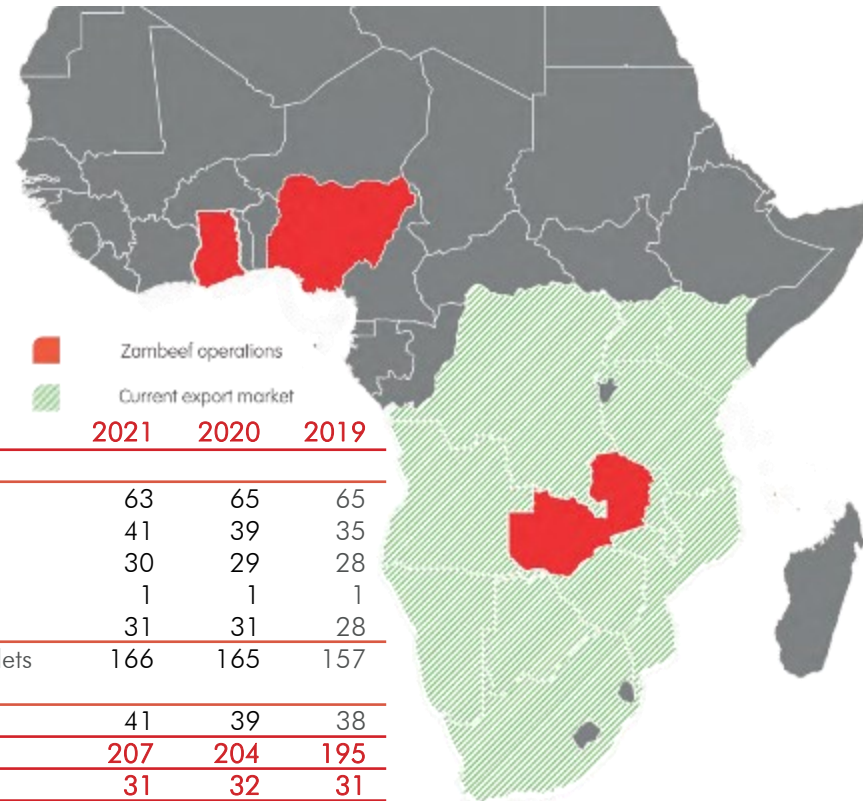 Zambeef operations
Current export market
2021 2020 2019
63 65 65
41 39 35
30 29 28
1 1 1
31 31 28
lets 166 165 157
41 39 38
207 204 195
31 32 31